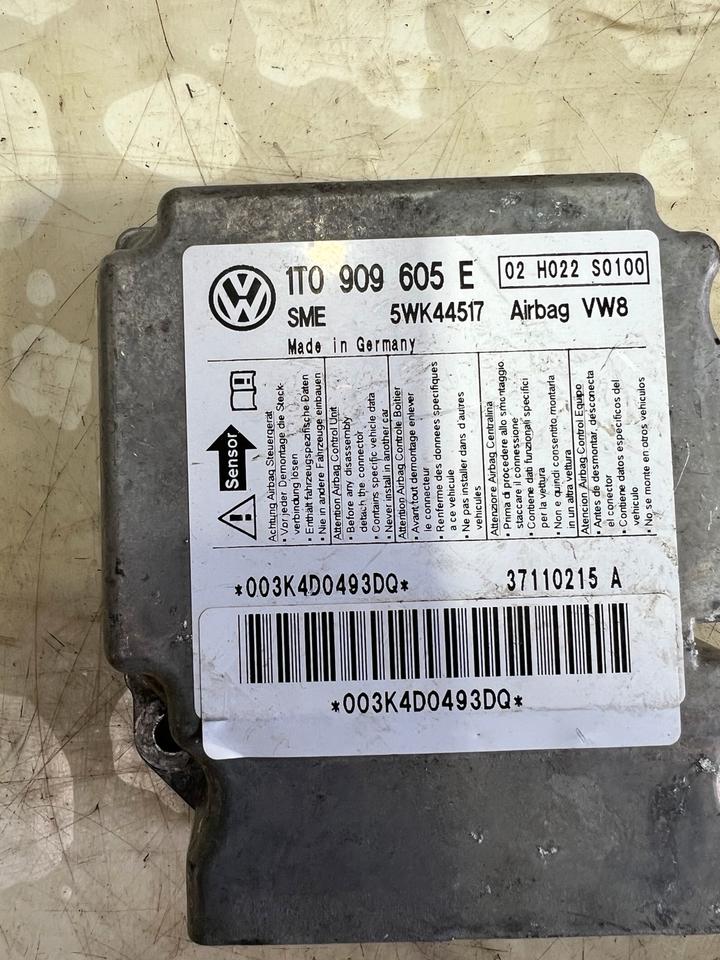 VW
1T0 909 605 E
02 H022 S0100
SME 5WK44517 Airbag VW8
Made in Germany
Sensor
Achtung Airbag Steuergerät
• Vor jeder Demontage die Steck-
verbindung lösen
• Enthält fahrzeugspezifische Daten
• Nie in andere Fahrzeuge einbauen
Attention Airbag Control Unit
• Before any disassembly
detach the connector
• Contains specific vehicle data
• Never install in another car
Attention Airbag Controle Boitier
• Avant tout demontage enlever
le connecteur
• Renferme des donnees specifiques
a ce vehicule
• Ne pas installer dans d'autres
vehicules
Attenzione Airbag Centralina
• Prima di procedere allo smontaggio
staccare il connessione
• Contiene dati funzionali specifici
per la vettura
• Non e quindi consentito montarla
in un altra vettura
Atencion Airbag Control Equipo
• Antes de desmontar, desconecta
el conector
• Contiene datos especificos del
vehiculo
• No se monte en otros vehiculos
*003K4D0493DQ* 37110215 A
*003K4D0493DQ*